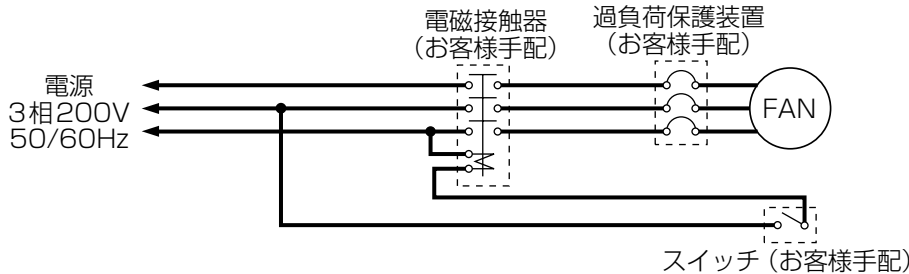 電磁接触器
(お客様手配)
過負荷保護装置
(お客様手配)
電源
3相200V
50/60Hz
FAN
スイッチ(お客様手配)